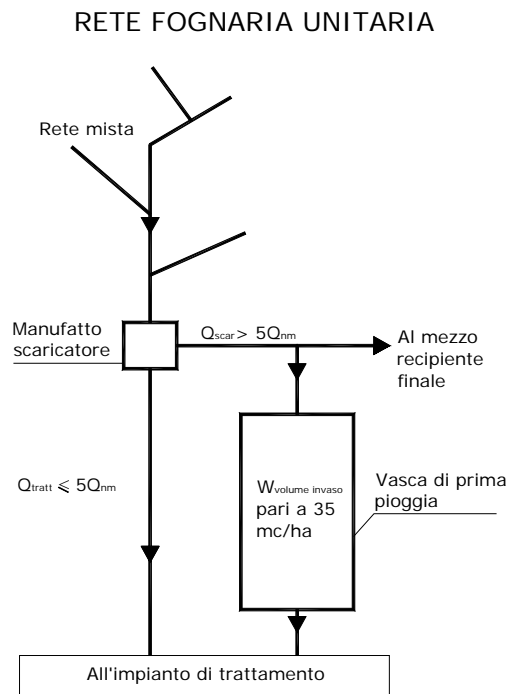 RETE FOGNARIA UNITARIA
Rete mista
Manufatto
scaricatore
Qscar> 5Qnm
Al mezzo
recipiente
finale
Qtratt ⩽ 5Qnm
Wvolume invaso
pari a 35
mc/ha
Vasca di prima
pioggia
All'impianto di trattamento